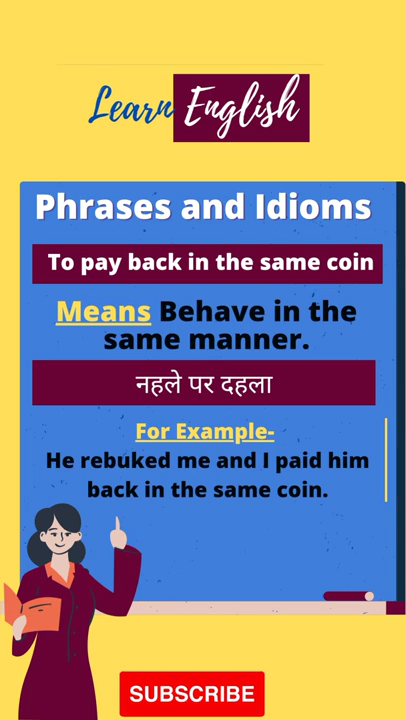 Learn English
Phrases and Idioms
To pay back in the same coin
Means Behave in the
same manner.
नहले पर दहला
For Example-
He rebuked me and I paid him
back in the same coin.
SUBSCRIBE